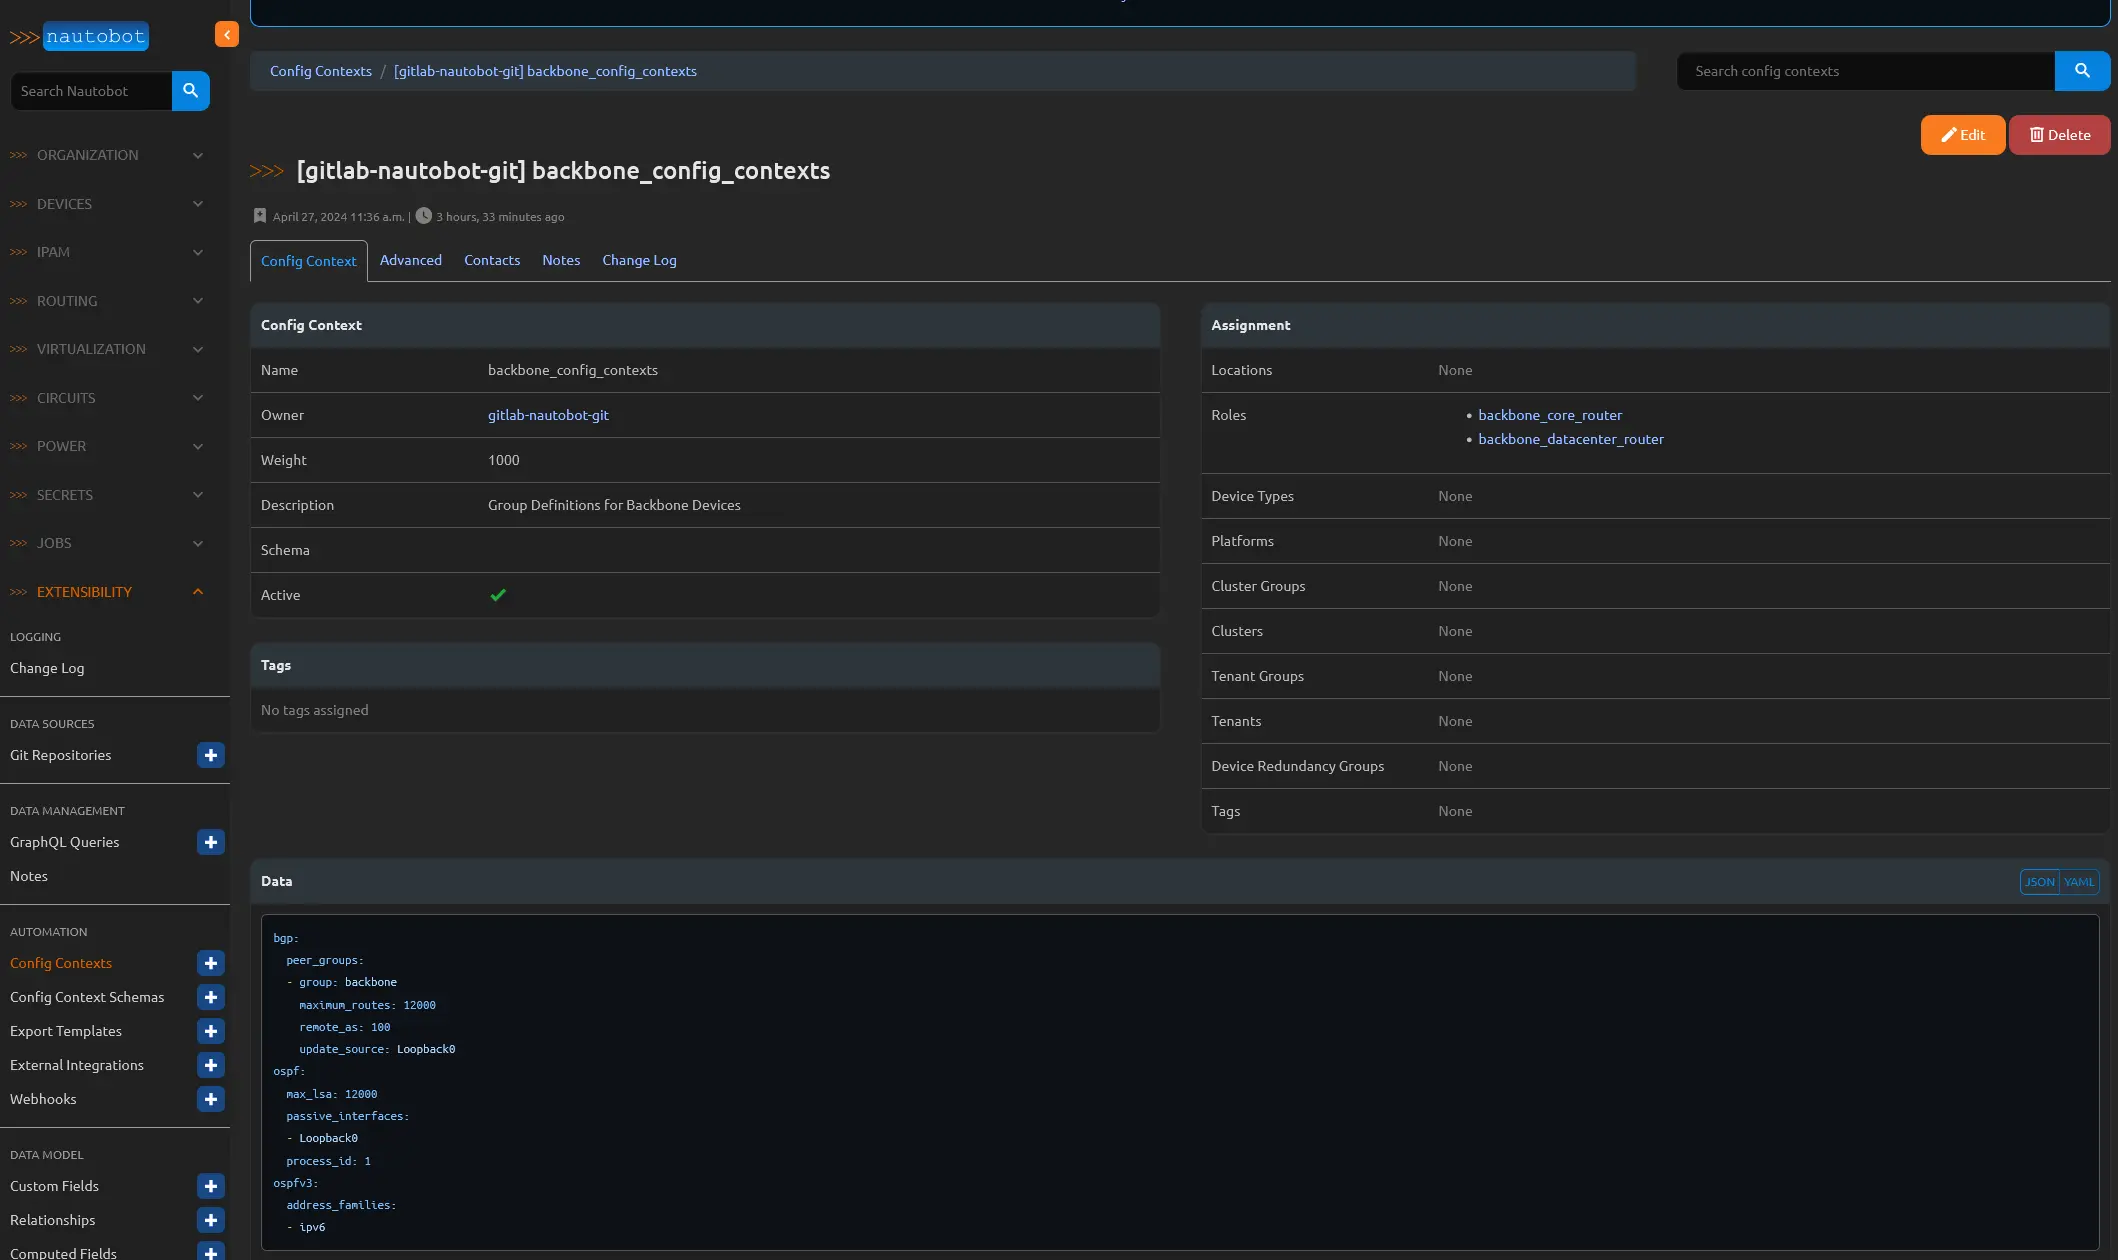 >>> nautobot
Search Nautobot
>>> ORGANIZATION
>>> DEVICES
>>> IPAM
>>> ROUTING
>>> VIRTUALIZATION
>>> CIRCUITS
>>> POWER
>>> SECRETS
>>> JOBS
>>> EXTENSIBILITY
LOGGING
Change Log
DATA SOURCES
Git Repositories
DATA MANAGEMENT
GraphQL Queries
Notes
AUTOMATION
Config Contexts
Config Context Schemas
Export Templates
External Integrations
Webhooks
DATA MODEL
Custom Fields
Relationships
Computed Fields
Config Contexts / [gitlab-nautobot-git] backbone_config_contexts
Search config contexts
Edit
Delete
>>> [gitlab-nautobot-git] backbone_config_contexts
April 27, 2024 11:36 a.m. | 3 hours, 33 minutes ago
Config Context Advanced Contacts Notes Change Log
Config Context
Name backbone_config_contexts
Owner gitlab-nautobot-git
Weight 1000
Description Group Definitions for Backbone Devices
Schema
Active
Tags
No tags assigned
Assignment
Locations None
Roles • backbone_core_router
• backbone_datacenter_router
Device Types None
Platforms None
Cluster Groups None
Clusters None
Tenant Groups None
Tenants None
Device Redundancy Groups None
Tags None
Data
JSON YAML
bgp:
  peer_groups:
  - group: backbone
    maximum_routes: 12000
    remote_as: 100
    update_source: Loopback0
ospf:
  max_lsa: 12000
  passive_interfaces:
  - Loopback0
  process_id: 1
ospfv3:
  address_families:
  - ipv6